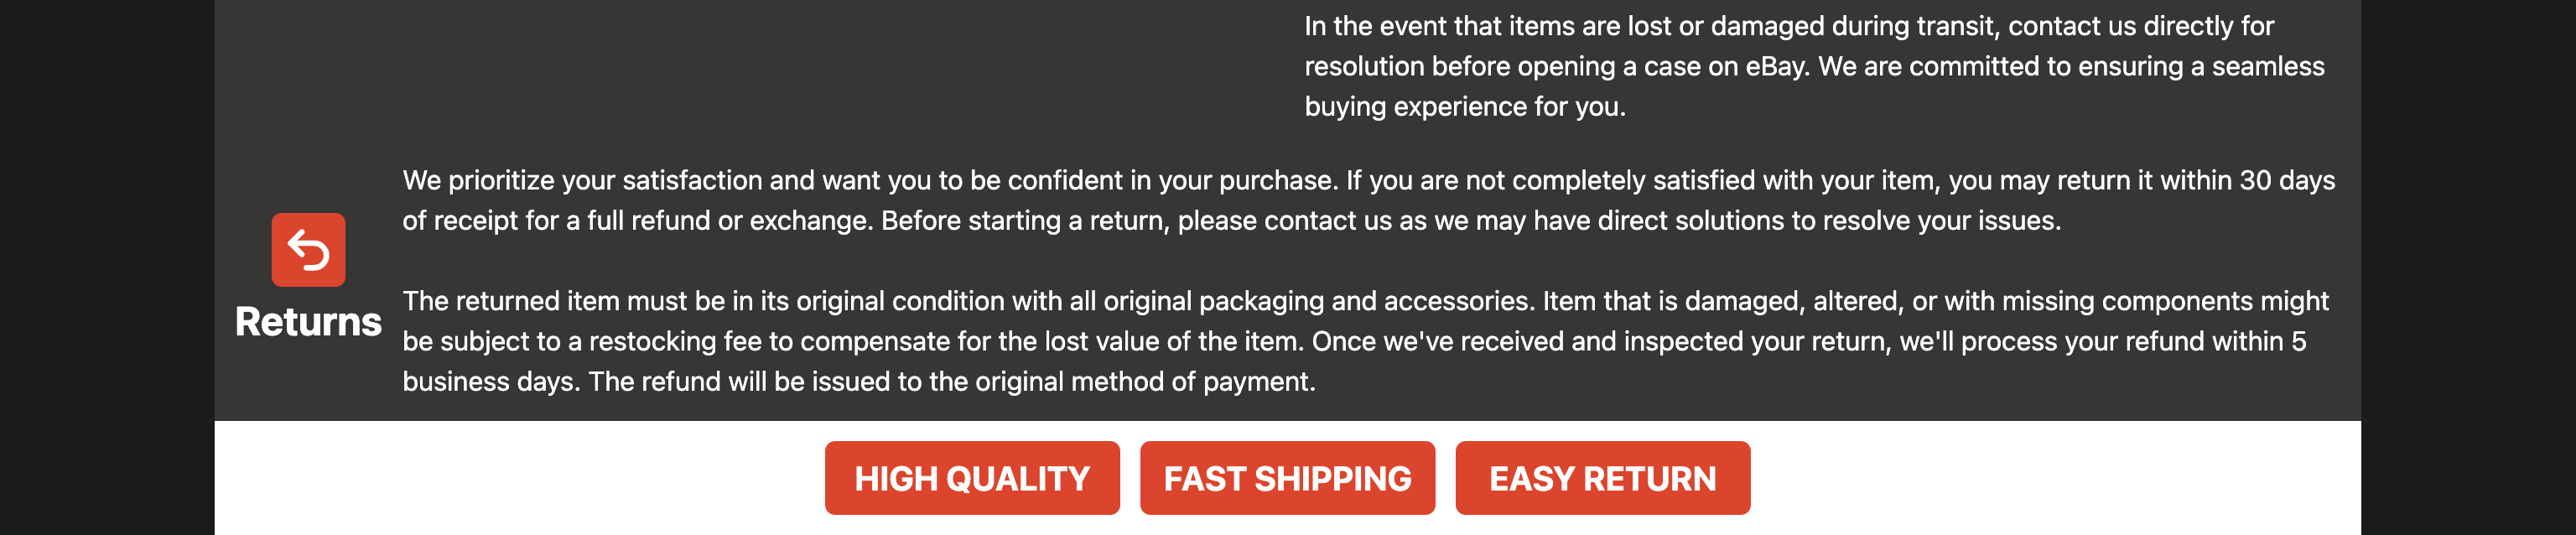 In the event that items are lost or damaged during transit, contact us directly for
resolution before opening a case on eBay. We are committed to ensuring a seamless
buying experience for you.
Returns
We prioritize your satisfaction and want you to be confident in your purchase. If you are not completely satisfied with your item, you may return it within 30 days
of receipt for a full refund or exchange. Before starting a return, please contact us as we may have direct solutions to resolve your issues.
The returned item must be in its original condition with all original packaging and accessories. Item that is damaged, altered, or with missing components might
be subject to a restocking fee to compensate for the lost value of the item. Once we've received and inspected your return, we'll process your refund within 5
business days. The refund will be issued to the original method of payment.
HIGH QUALITY
FAST SHIPPING
EASY RETURN